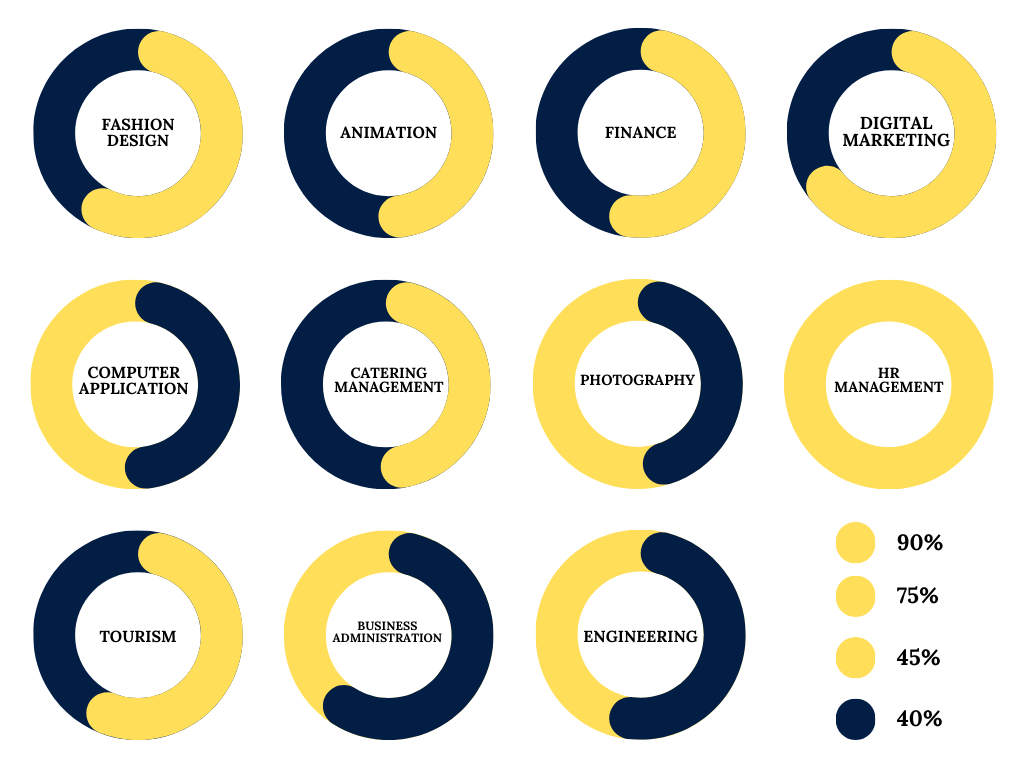 FASHION
DESIGN
ANIMATION
FINANCE
DIGITAL
MARKETING
COMPUTER
APPLICATION
CATERING
MANAGEMENT
PHOTOGRAPHY
HR
MANAGEMENT
TOURISM
BUSINESS
ADMINISTRATION
ENGINEERING
90%
75%
45%
40%